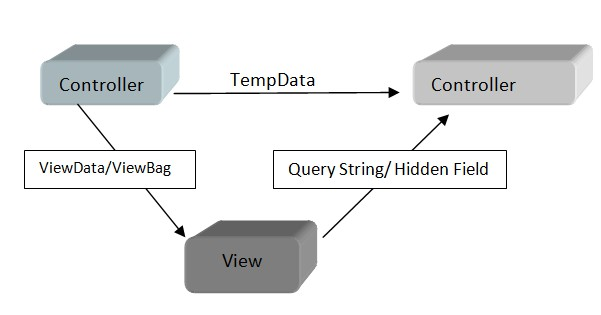 Controller
TempData
Controller
ViewData/ViewBag
Query String/ Hidden Field
View